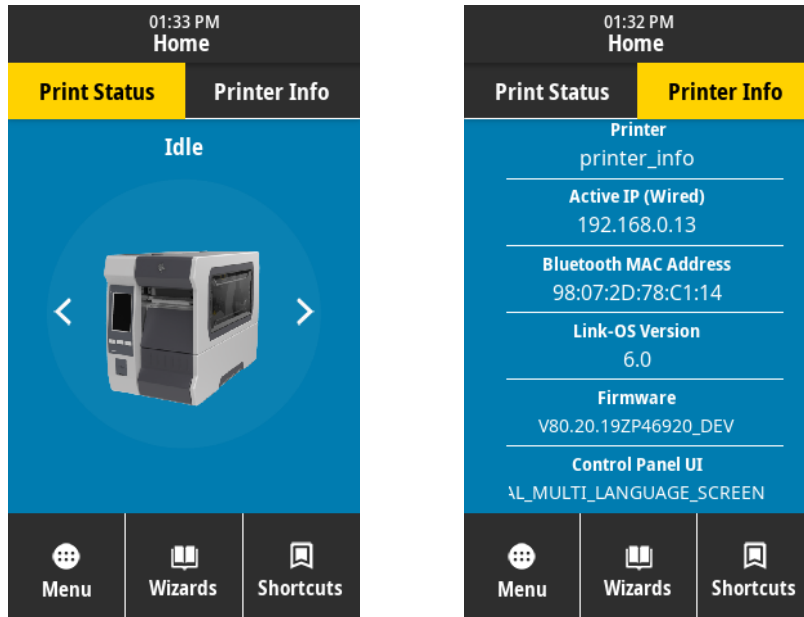 01:33 PM
Home
Print Status
Printer Info
Idle
Menu
Wizards
Shortcuts
01:32 PM
Home
Print Status
Printer Info
Printer
printer_info
Active IP (Wired)
192.168.0.13
Bluetooth MAC Address
98:07:2D:78:C1:14
Link-OS Version
6.0
Firmware
V80.20.19ZP46920_DEV
Control Panel UI
AL_MULTI_LANGUAGE_SCREEN
Menu
Wizards
Shortcuts